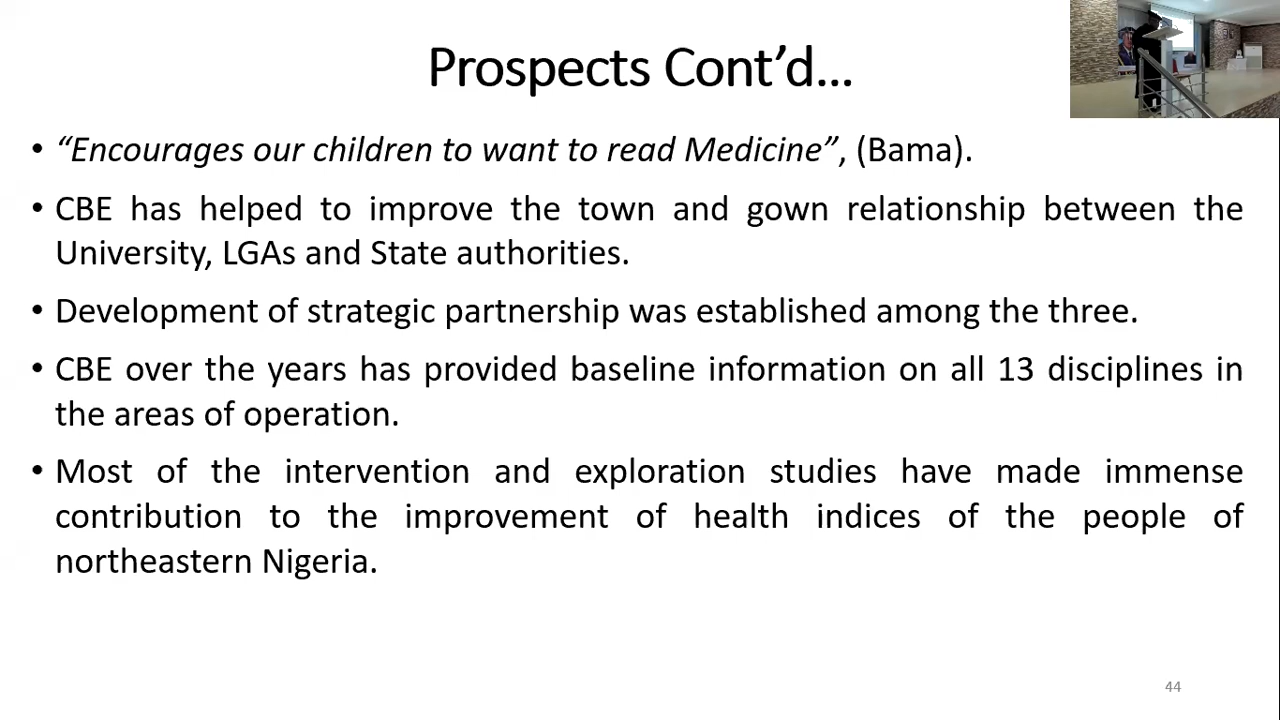 Prospects Cont’d…
• “Encourages our children to want to read Medicine”, (Bama).
• CBE has helped to improve the town and gown relationship between the
University, LGAs and State authorities.
• Development of strategic partnership was established among the three.
• CBE over the years has provided baseline information on all 13 disciplines in
the areas of operation.
• Most of the intervention and exploration studies have made immense
contribution to the improvement of health indices of the people of
northeastern Nigeria.
44